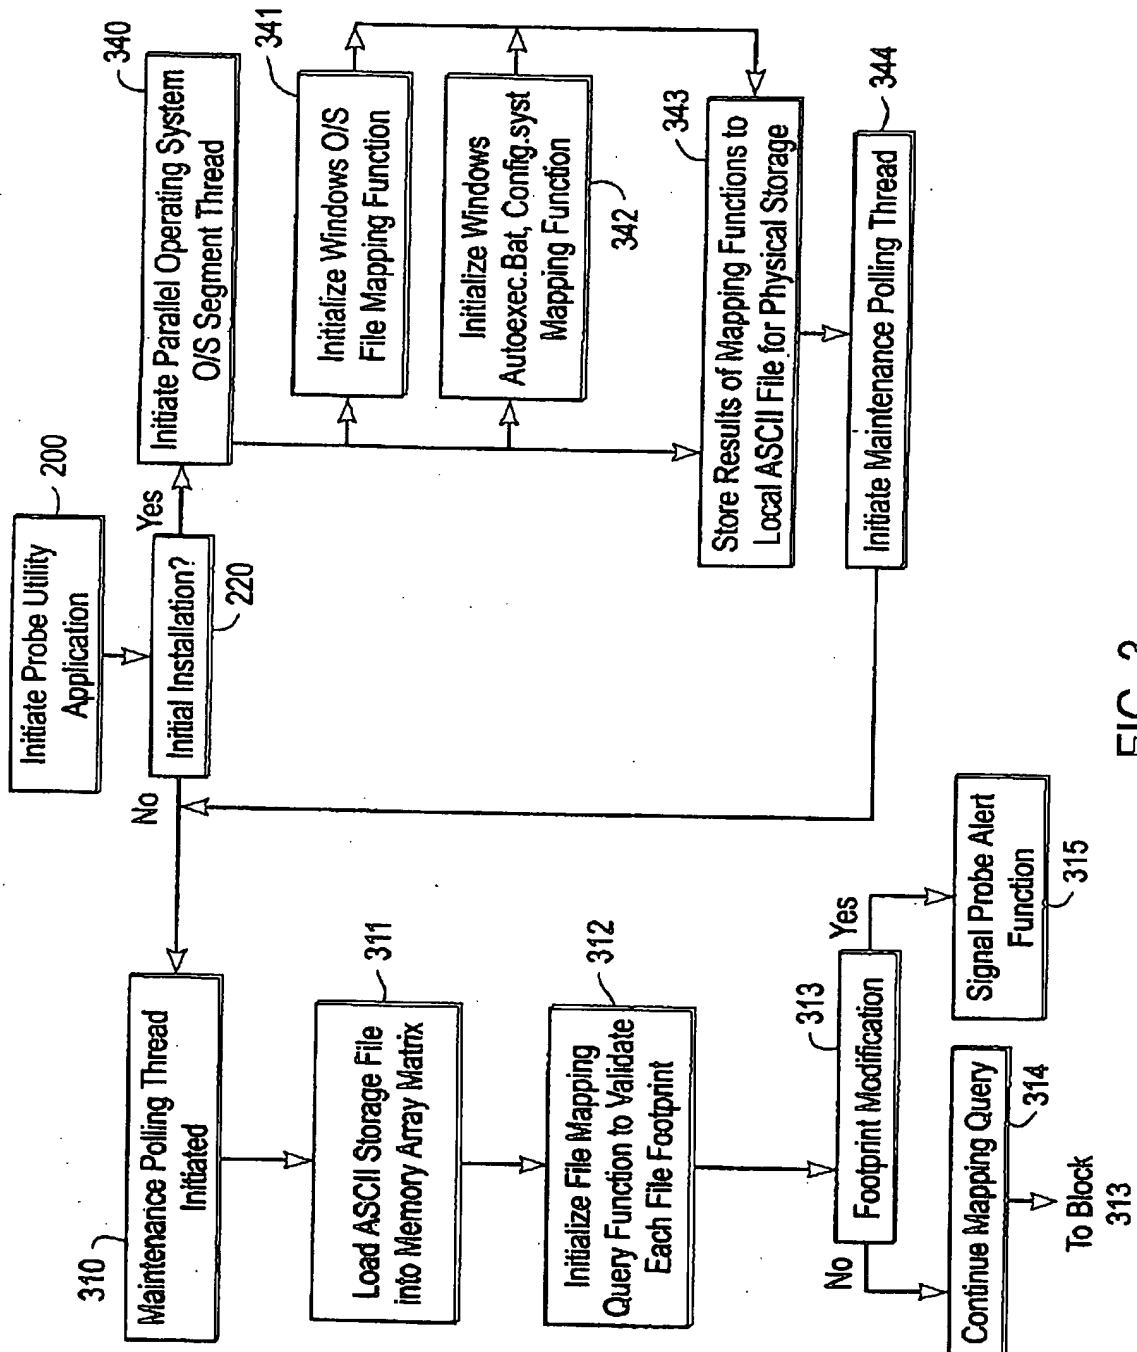 200
Initiate Probe Utility
Application
Initial Installation?
220
No
Yes
340
Initiate Parallel Operating System
O/S Segment Thread
341
Initialize Windows O/S
File Mapping Function
Initialize Windows
Autoexec.Bat, Config.syst
Mapping Function
342
343
Store Results of Mapping Functions to
Local ASCII File for Physical Storage
344
Initiate Maintenance Polling Thread
310
Maintenance Polling Thread
Initiated
311
Load ASCII Storage File
into Memory Array Matrix
312
Initialize File Mapping
Query Function to Validate
Each File Footprint
313
Footprint Modification
No
Yes
Continue Mapping Query
314
To Block
313
Signal Probe Alert
Function
315
FIG.